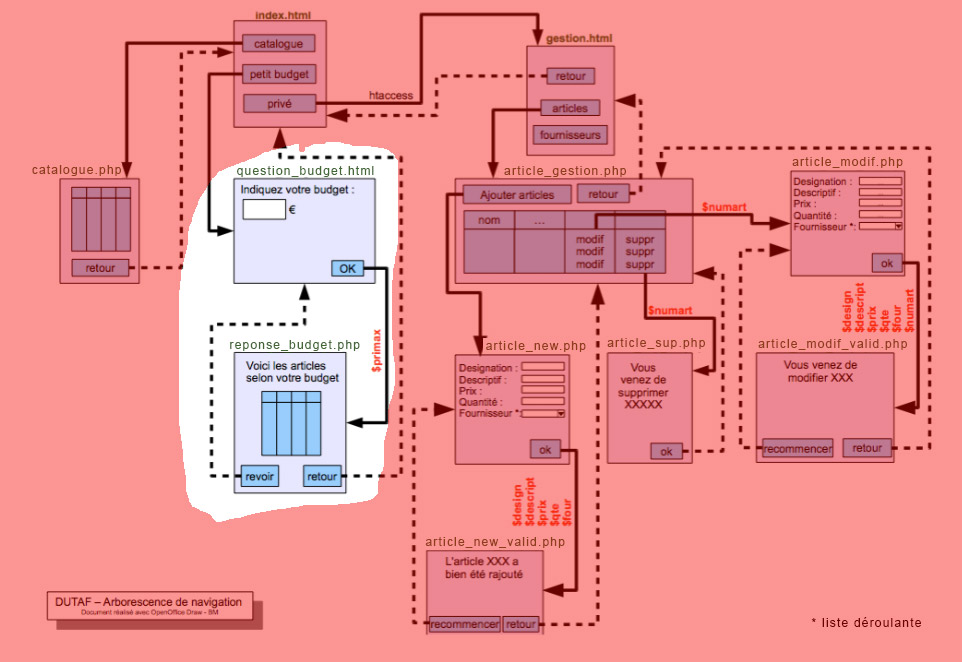 index.html
catalogue
petit budget
privé
htaccess
gestion.html
retour
articles
fournisseurs
catalogue.php
retour
question_budget.html
Indiquez votre budget :
€
OK
$primax
reponse_budget.php
Voici les articles
selon votre budget
revoir
retour
article_gestion.php
Ajouter articles
retour
nom
...
modif suppr
modif suppr
modif suppr
$numart
$numart
article_modif.php
Designation :
Descriptif :
Prix :
Quantité :
Fournisseur *:
ok
$design
$descript
$prix
$qte
$four
$numart
article_modif_valid.php
Vous venez de
modifier XXX
recommencer
retour
article_new.php
Designation :
Descriptif :
Prix :
Quantité :
Fournisseur *:
ok
$design
$descript
$prix
$qte
$four
article_sup.php
Vous
venez de
supprimer
XXXXX
ok
article_new_valid.php
L'article XXX a
bien été rajouté
recommencer
retour
DUTAF – Arborescence de navigation
Document réalisé avec OpenOffice Draw - BM
* liste déroulante